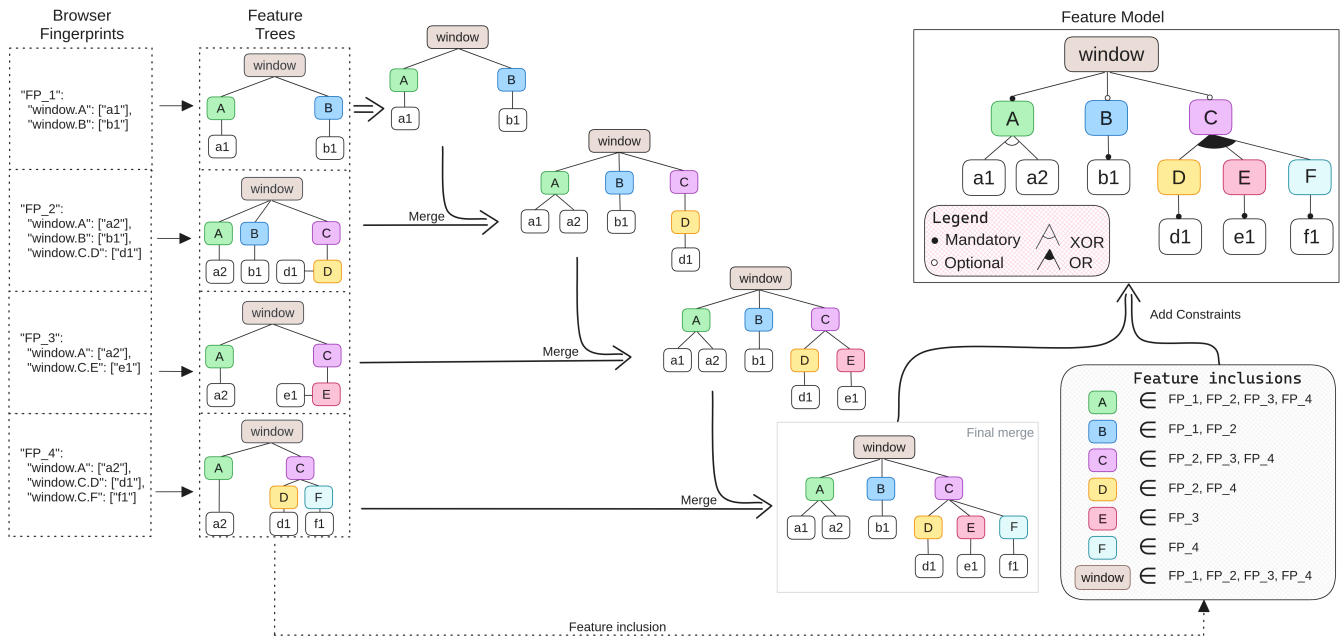 Browser
Fingerprints
"FP_1":
"window.A": ["a1"],
"window.B": ["b1"]
"FP_2":
"window.A": ["a2"],
"window.B": ["b1"],
"window.C.D": ["d1"]
"FP_3":
"window.A": ["a2"],
"window.C.E": ["e1"]
"FP_4":
"window.A": ["a2"],
"window.C.D": ["d1"],
"window.C.F": ["f1"]
Feature
Trees
window
A B
a1 b1
window
A B C
a2 b1 d1 D
window
A C
a2 e1 E
window
A C
D F
a2 d1 f1
window
A B
a1 b1
Merge
window
A B C
a1 a2 b1 D
d1
Merge
window
A B C
a1 a2 b1 D E
d1 e1
Merge
Final merge
window
A B C
a1 a2 b1 D E F
d1 e1 f1
Feature Model
window
A B C
a1 a2 b1 D E F
d1 e1 f1
Legend
Mandatory XOR
Optional OR
Add Constraints
Feature inclusions
A ∈ FP_1, FP_2, FP_3, FP_4
B ∈ FP_1, FP_2
C ∈ FP_2, FP_3, FP_4
D ∈ FP_2, FP_4
E ∈ FP_3
F ∈ FP_4
window ∈ FP_1, FP_2, FP_3, FP_4
Feature inclusion